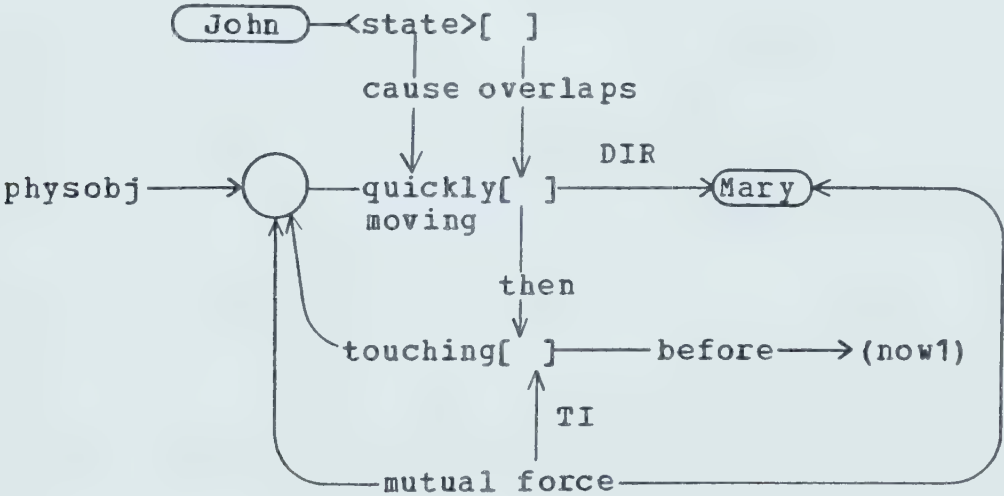 John <state>[ ]
cause overlaps
DIR
physobj quickly[ ] Mary
moving
then
touching[ ] before (now1)
TI
mutual force